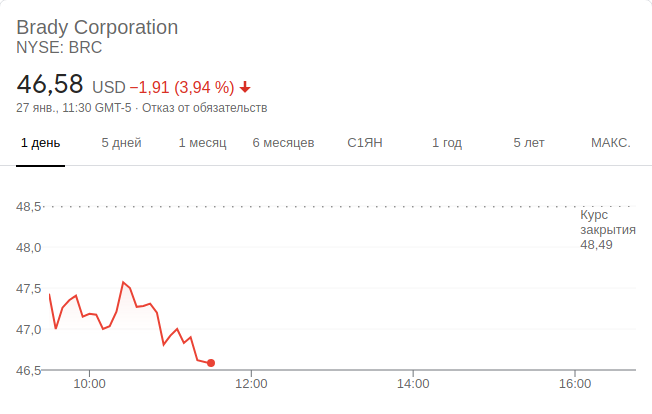 Brady Corporation
NYSE: BRC
46,58 USD −1,91 (3,94 %)
27 янв., 11:30 GMT-5 · Отказ от обязательств
1 день 5 дней 1 месяц 6 месяцев С1ЯН 1 год 5 лет МАКС.
48,5
Курс
закрытия
48,49
48,0
47,5
47,0
46,5
10:00 12:00 14:00 16:00